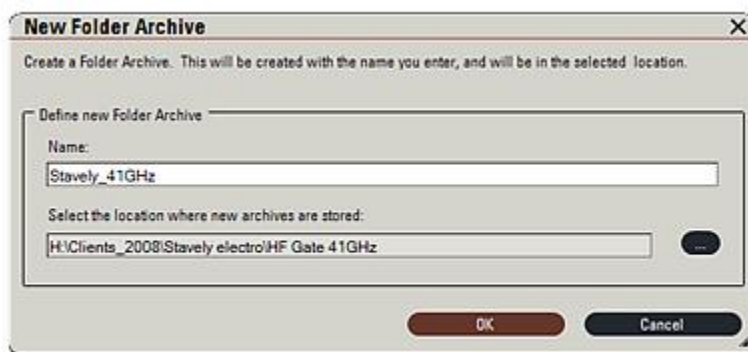 New Folder Archive
Create a Folder Archive. This will be created with the name you enter, and will be in the selected location.
Define new Folder Archive
Name:
Stavely_41GHz
Select the location where new archives are stored:
H:\Clients_2008\Stavely electro\HF Gate 41GHz
...
OK
Cancel